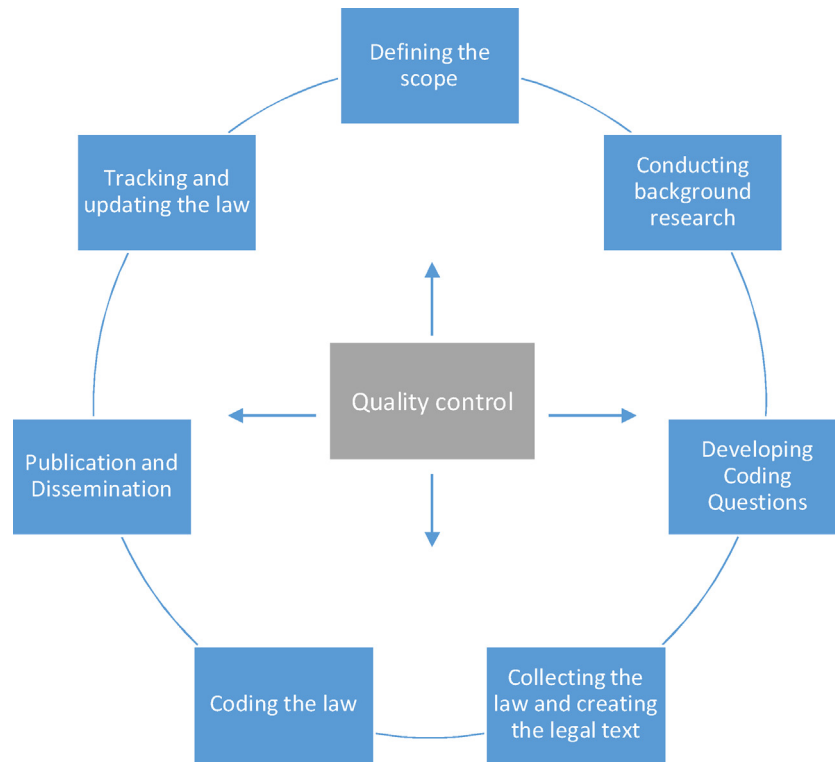 Defining the
scope
Conducting
background
research
Developing
Coding
Questions
Collecting the
law and creating
the legal text
Coding the law
Publication and
Dissemination
Tracking and
updating the law
Quality control